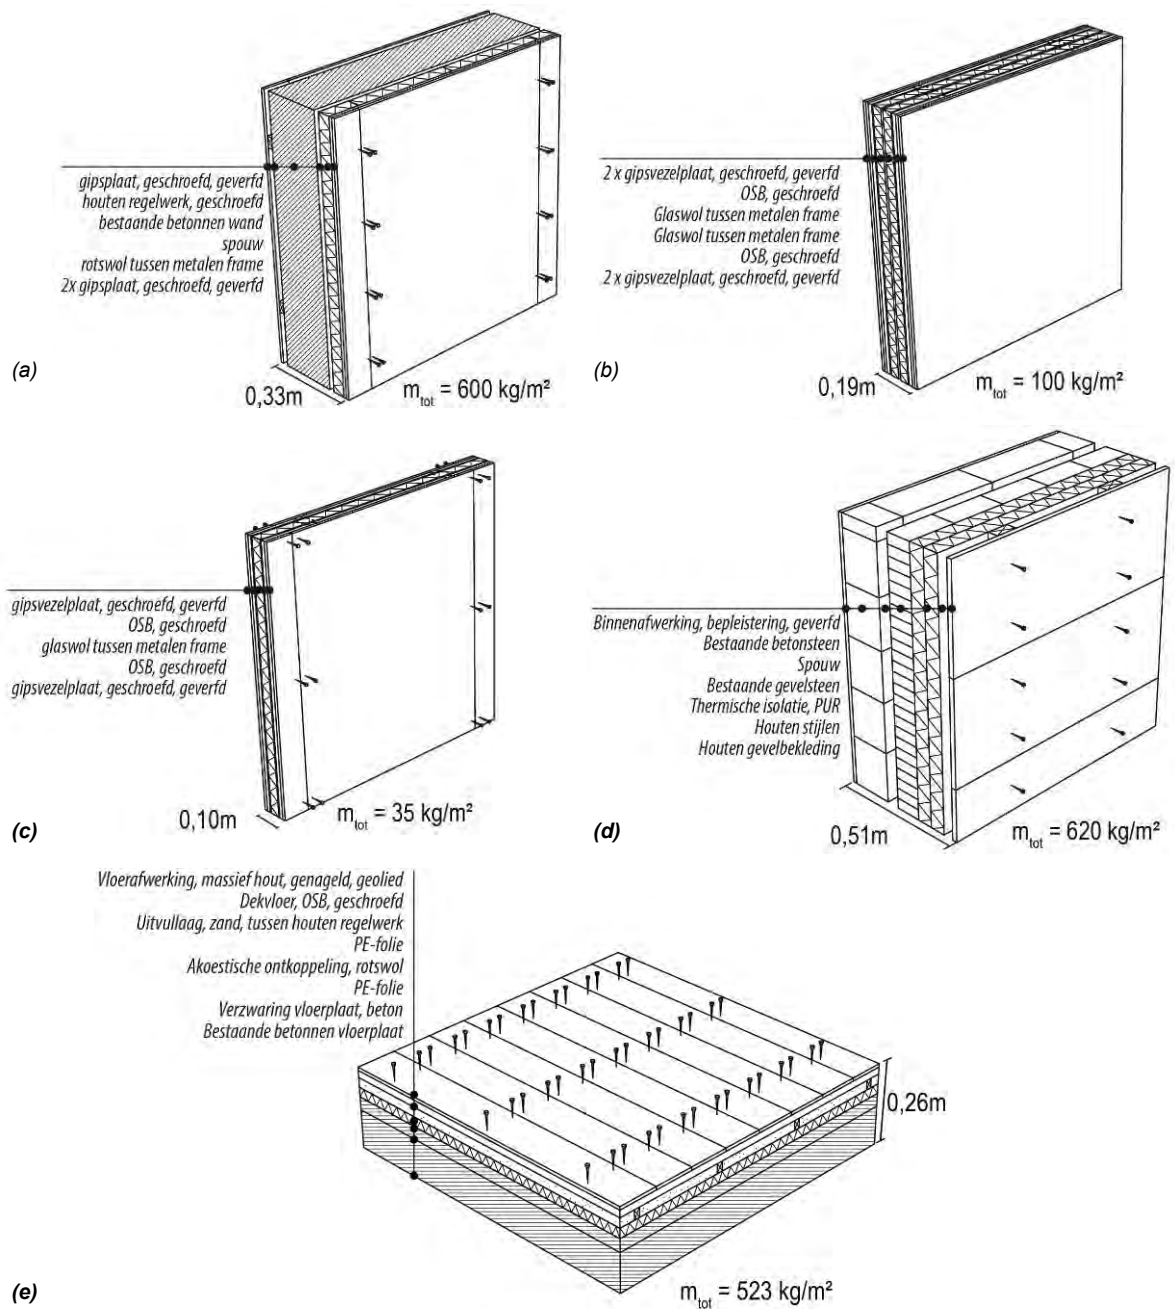 gipsplaat, geschroefd, geverfd
houten regelwerk, geschroefd
bestaande betonnen wand
spouw
rotswol tussen metalen frame
2x gipsplaat, geschroefd, geverfd
(a)
0,33m
m_tot = 600 kg/m²
2 x gipsvezelplaat, geschroefd, geverfd
OSB, geschroefd
Glaswol tussen metalen frame
Glaswol tussen metalen frame
OSB, geschroefd
2 x gipsvezelplaat, geschroefd, geverfd
(b)
0,19m
m_tot = 100 kg/m²
gipsvezelplaat, geschroefd, geverfd
OSB, geschroefd
glaswol tussen metalen frame
OSB, geschroefd
gipsvezelplaat, geschroefd, geverfd
(c)
0,10m
m_tot = 35 kg/m²
Binnenafwerking, bepleistering, geverfd
Bestaande betonsteen
Spouw
Bestaande gevelsteen
Thermische isolatie, PUR
Houten stijlen
Houten gevelbekleding
(d)
0,51m
m_tot = 620 kg/m²
Vloerafwerking, massief hout, genageld, geolied
Dekvloer, OSB, geschroefd
Uitvullaag, zand, tussen houten regelwerk
PE-folie
Akoestische ontkoppeling, rotswol
PE-folie
Verzwaring vloerplaat, beton
Bestaande betonnen vloerplaat
0,26m
(e)
m_tot = 523 kg/m²